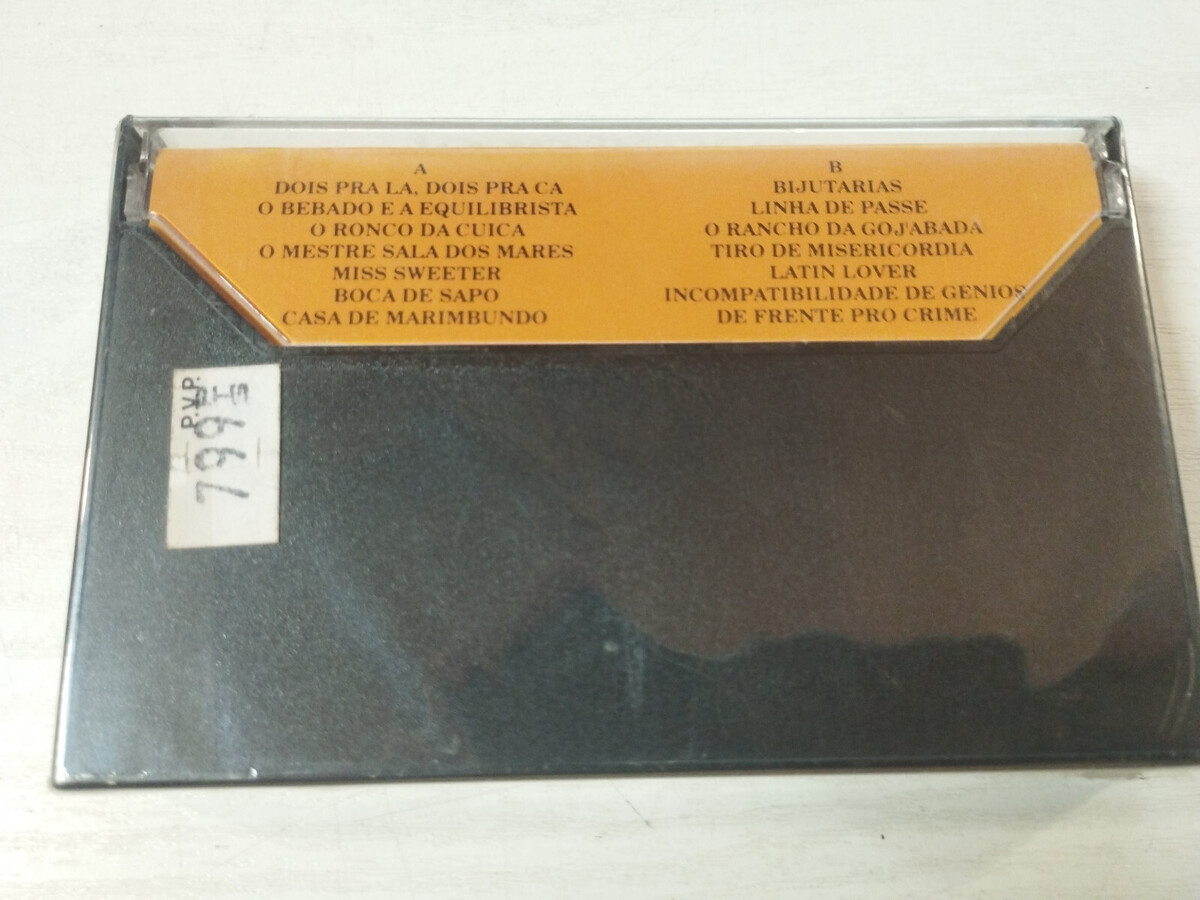 A
DOIS PRA LA, DOIS PRA CA
O BEBADO E A EQUILIBRISTA
O RONCO DA CUICA
O MESTRE SALA DOS MARES
MISS SWEETER
BOCA DE SAPO
CASA DE MARIMBUNDO
B
BIJUTARIAS
LINHA DE PASSE
O RANCHO DA GOJ'ABADA
TIRO DE MISERICORDIA
LATIN LOVER
INCOMPATIBILIDADE DE GENIOS
DE FRENTE PRO CRIME
P.V.P.